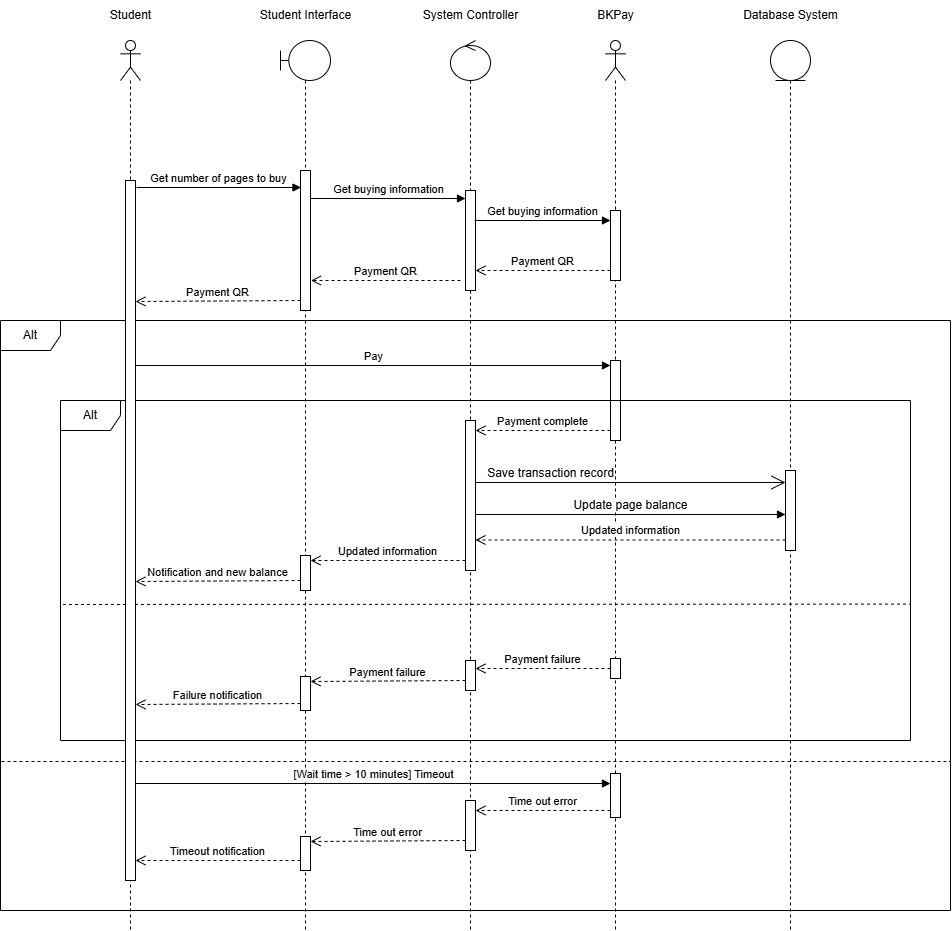 Student
Student Interface
System Controller
BKPay
Database System
Get number of pages to buy
Get buying information
Get buying information
Payment QR
Payment QR
Payment QR
Alt
Pay
Alt
Payment complete
Save transaction record
Update page balance
Updated information
Updated information
Notification and new balance
Payment failure
Payment failure
Failure notification
[Wait time > 10 minutes] Timeout
Time out error
Time out error
Timeout notification